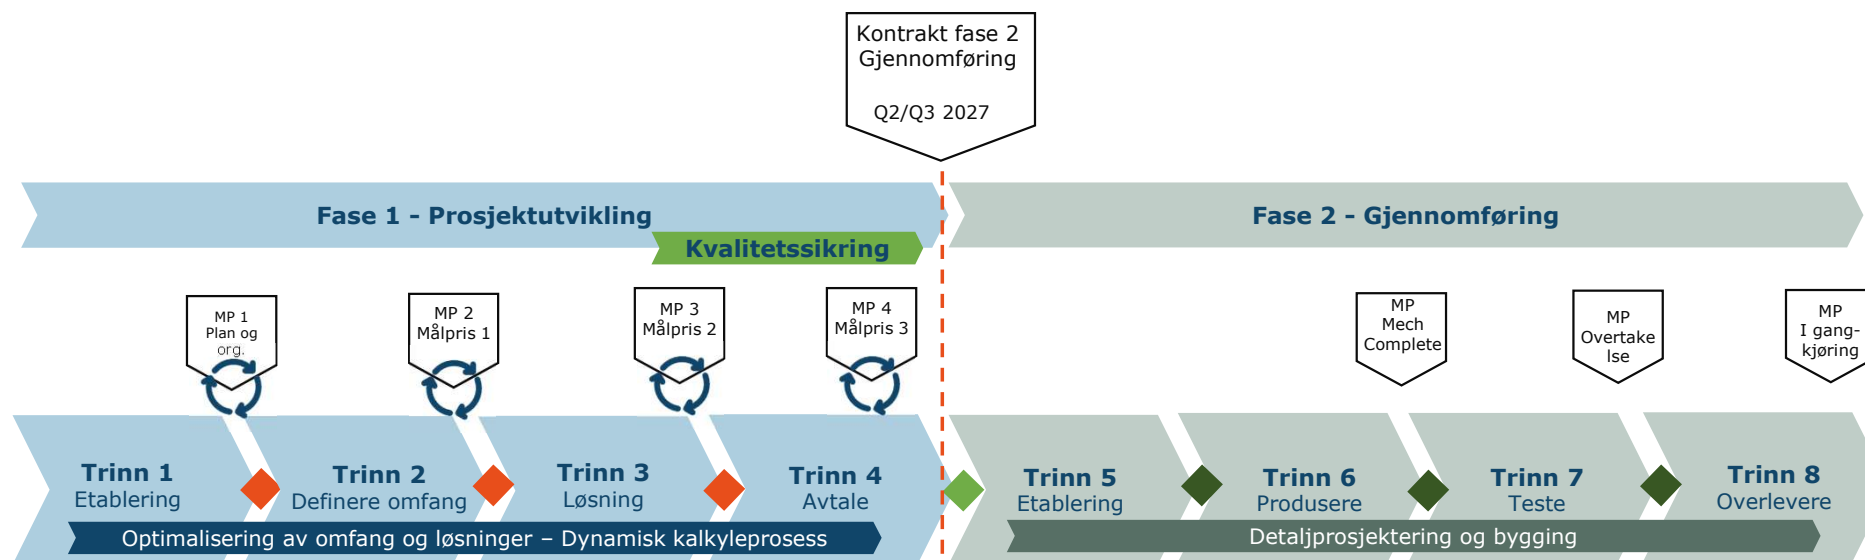 Kontrakt fase 2
Gjennomføring
Q2/Q3 2027
Fase 1 - Prosjektutvikling
Fase 2 - Gjennomføring
Kvalitetssikring
MP 1
Plan og
org.
MP 2
Målpris 1
MP 3
Målpris 2
MP 4
Målpris 3
MP
Mech
Complete
MP
Overtake
lse
MP
I gang-
kjøring
Trinn 1
Etablering
Trinn 2
Definere omfang
Trinn 3
Løsning
Trinn 4
Avtale
Trinn 5
Etablering
Trinn 6
Produsere
Trinn 7
Teste
Trinn 8
Overlevere
Optimalisering av omfang og løsninger – Dynamisk kalkyleprosess
Detaljprosjektering og bygging